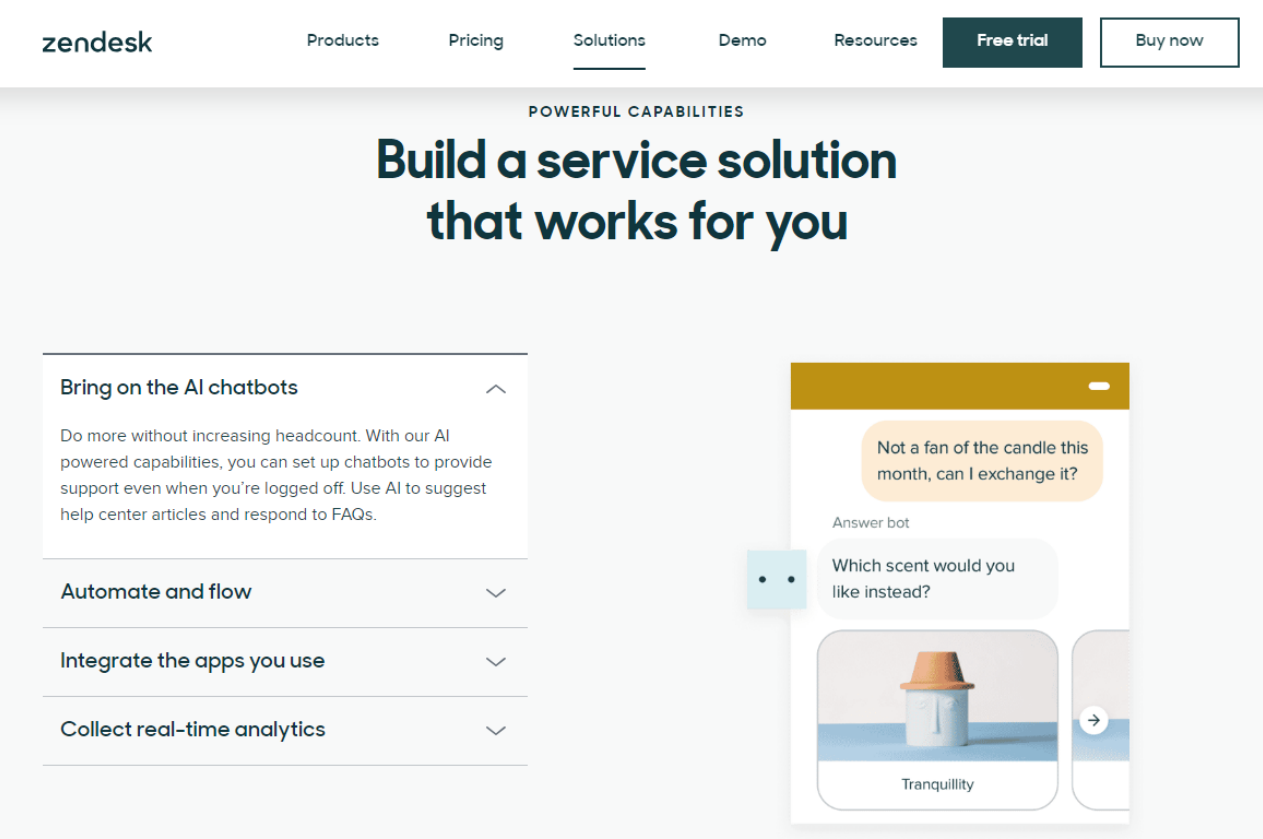 zendesk
Products
Pricing
Solutions
Demo
Resources
Free trial
Buy now
POWERFUL CAPABILITIES
Build a service solution
that works for you
Bring on the AI chatbots
Do more without increasing headcount. With our AI
powered capabilities, you can set up chatbots to provide
support even when you’re logged off. Use AI to suggest
help center articles and respond to FAQs.
Automate and flow
Integrate the apps you use
Collect real-time analytics
Not a fan of the candle this
month, can I exchange it?
Answer bot
Which scent would you
like instead?
Tranquillity